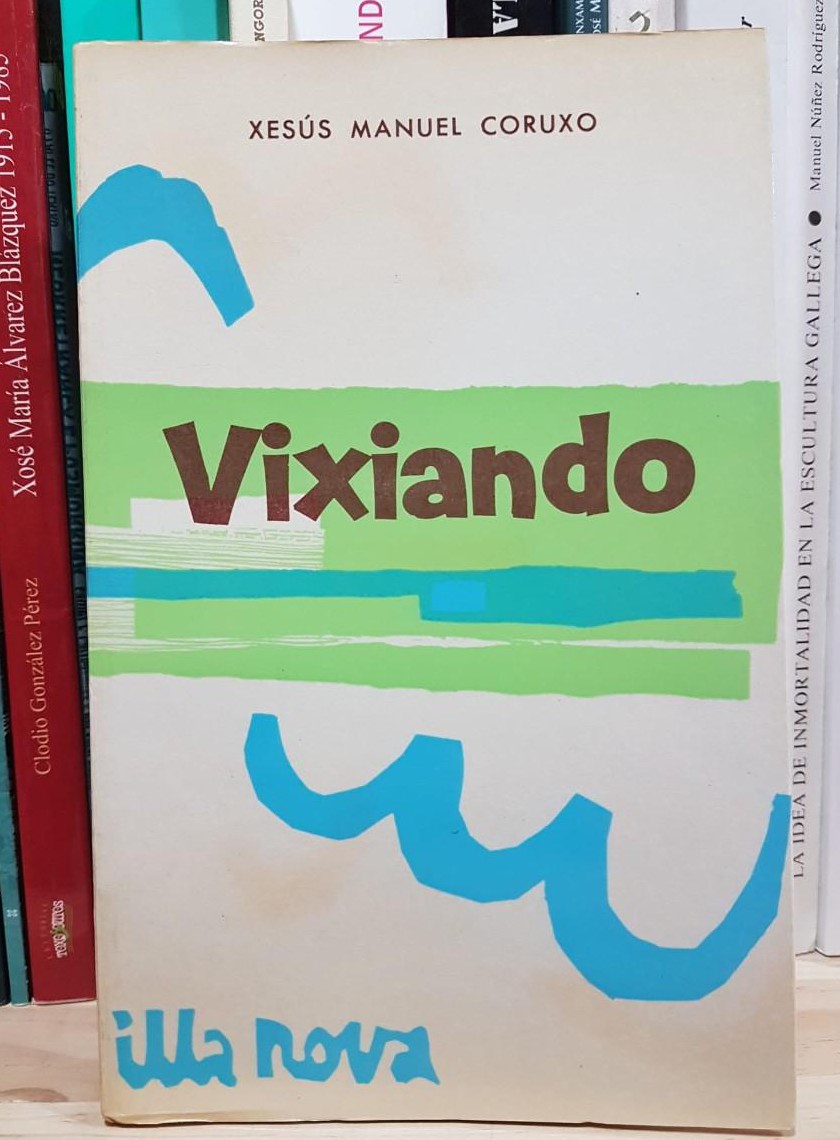 XESÚS MANUEL CORUXO
Vixiando
illa nova
Xosé María Álvarez Blázquez 1915 - 1985
Clodio González Pérez
LA IDEA DE INMORTALIDAD EN LA ESCULTURA GALLEGA ● Manuel Núñez Rodríguez